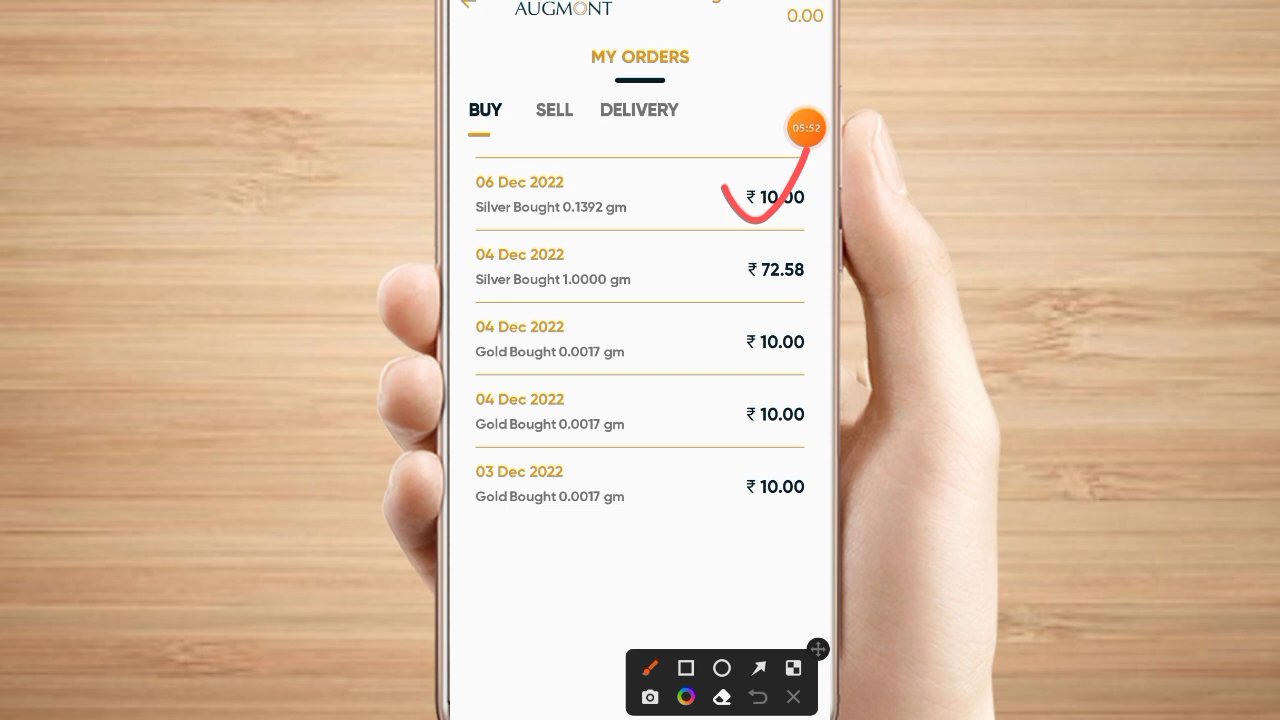 AUGMONT
0.00
MY ORDERS
BUY SELL DELIVERY
05:52
06 Dec 2022
Silver Bought 0.1392 gm
₹ 10.00
04 Dec 2022
Silver Bought 1.0000 gm
₹ 72.58
04 Dec 2022
Gold Bought 0.0017 gm
₹ 10.00
04 Dec 2022
Gold Bought 0.0017 gm
₹ 10.00
03 Dec 2022
Gold Bought 0.0017 gm
₹ 10.00